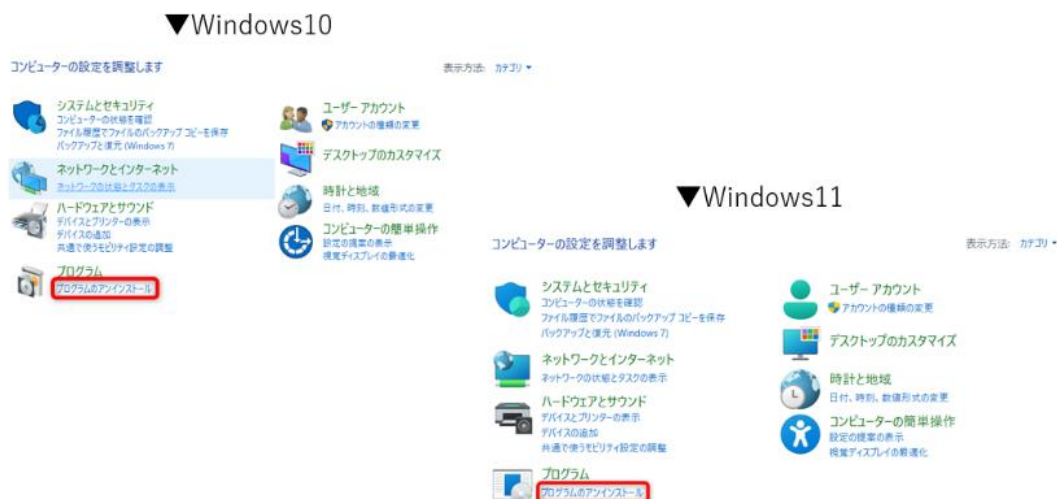 ▼Windows10
コンピューターの設定を調整します
表示方法: カテゴリ
システムとセキュリティ
コンピューターの状態を確認
ファイル履歴でファイルのバックアップ コピーを保存
バックアップと復元 (Windows 7)
ネットワークとインターネット
ネットワークの状態とタスクの表示
ハードウェアとサウンド
デバイスとプリンターの表示
デバイスの追加
共通で使うモビリティ設定の調整
プログラム
プログラムのアンインストール
ユーザー アカウント
アカウントの種類の変更
デスクトップのカスタマイズ
時計と地域
日付、時刻、数値形式の変更
コンピューターの簡単操作
設定の提案の表示
視覚ディスプレイの最適化
▼Windows11
コンピューターの設定を調整します
表示方法: カテゴリ
システムとセキュリティ
コンピューターの状態を確認
ファイル履歴でファイルのバックアップ コピーを保存
バックアップと復元 (Windows 7)
ネットワークとインターネット
ネットワークの状態とタスクの表示
ハードウェアとサウンド
デバイスとプリンターの表示
デバイスの追加
共通で使うモビリティ設定の調整
プログラム
プログラムのアンインストール
ユーザー アカウント
アカウントの種類の変更
デスクトップのカスタマイズ
時計と地域
日付、時刻、数値形式の変更
コンピューターの簡単操作
設定の提案の表示
視覚ディスプレイの最適化